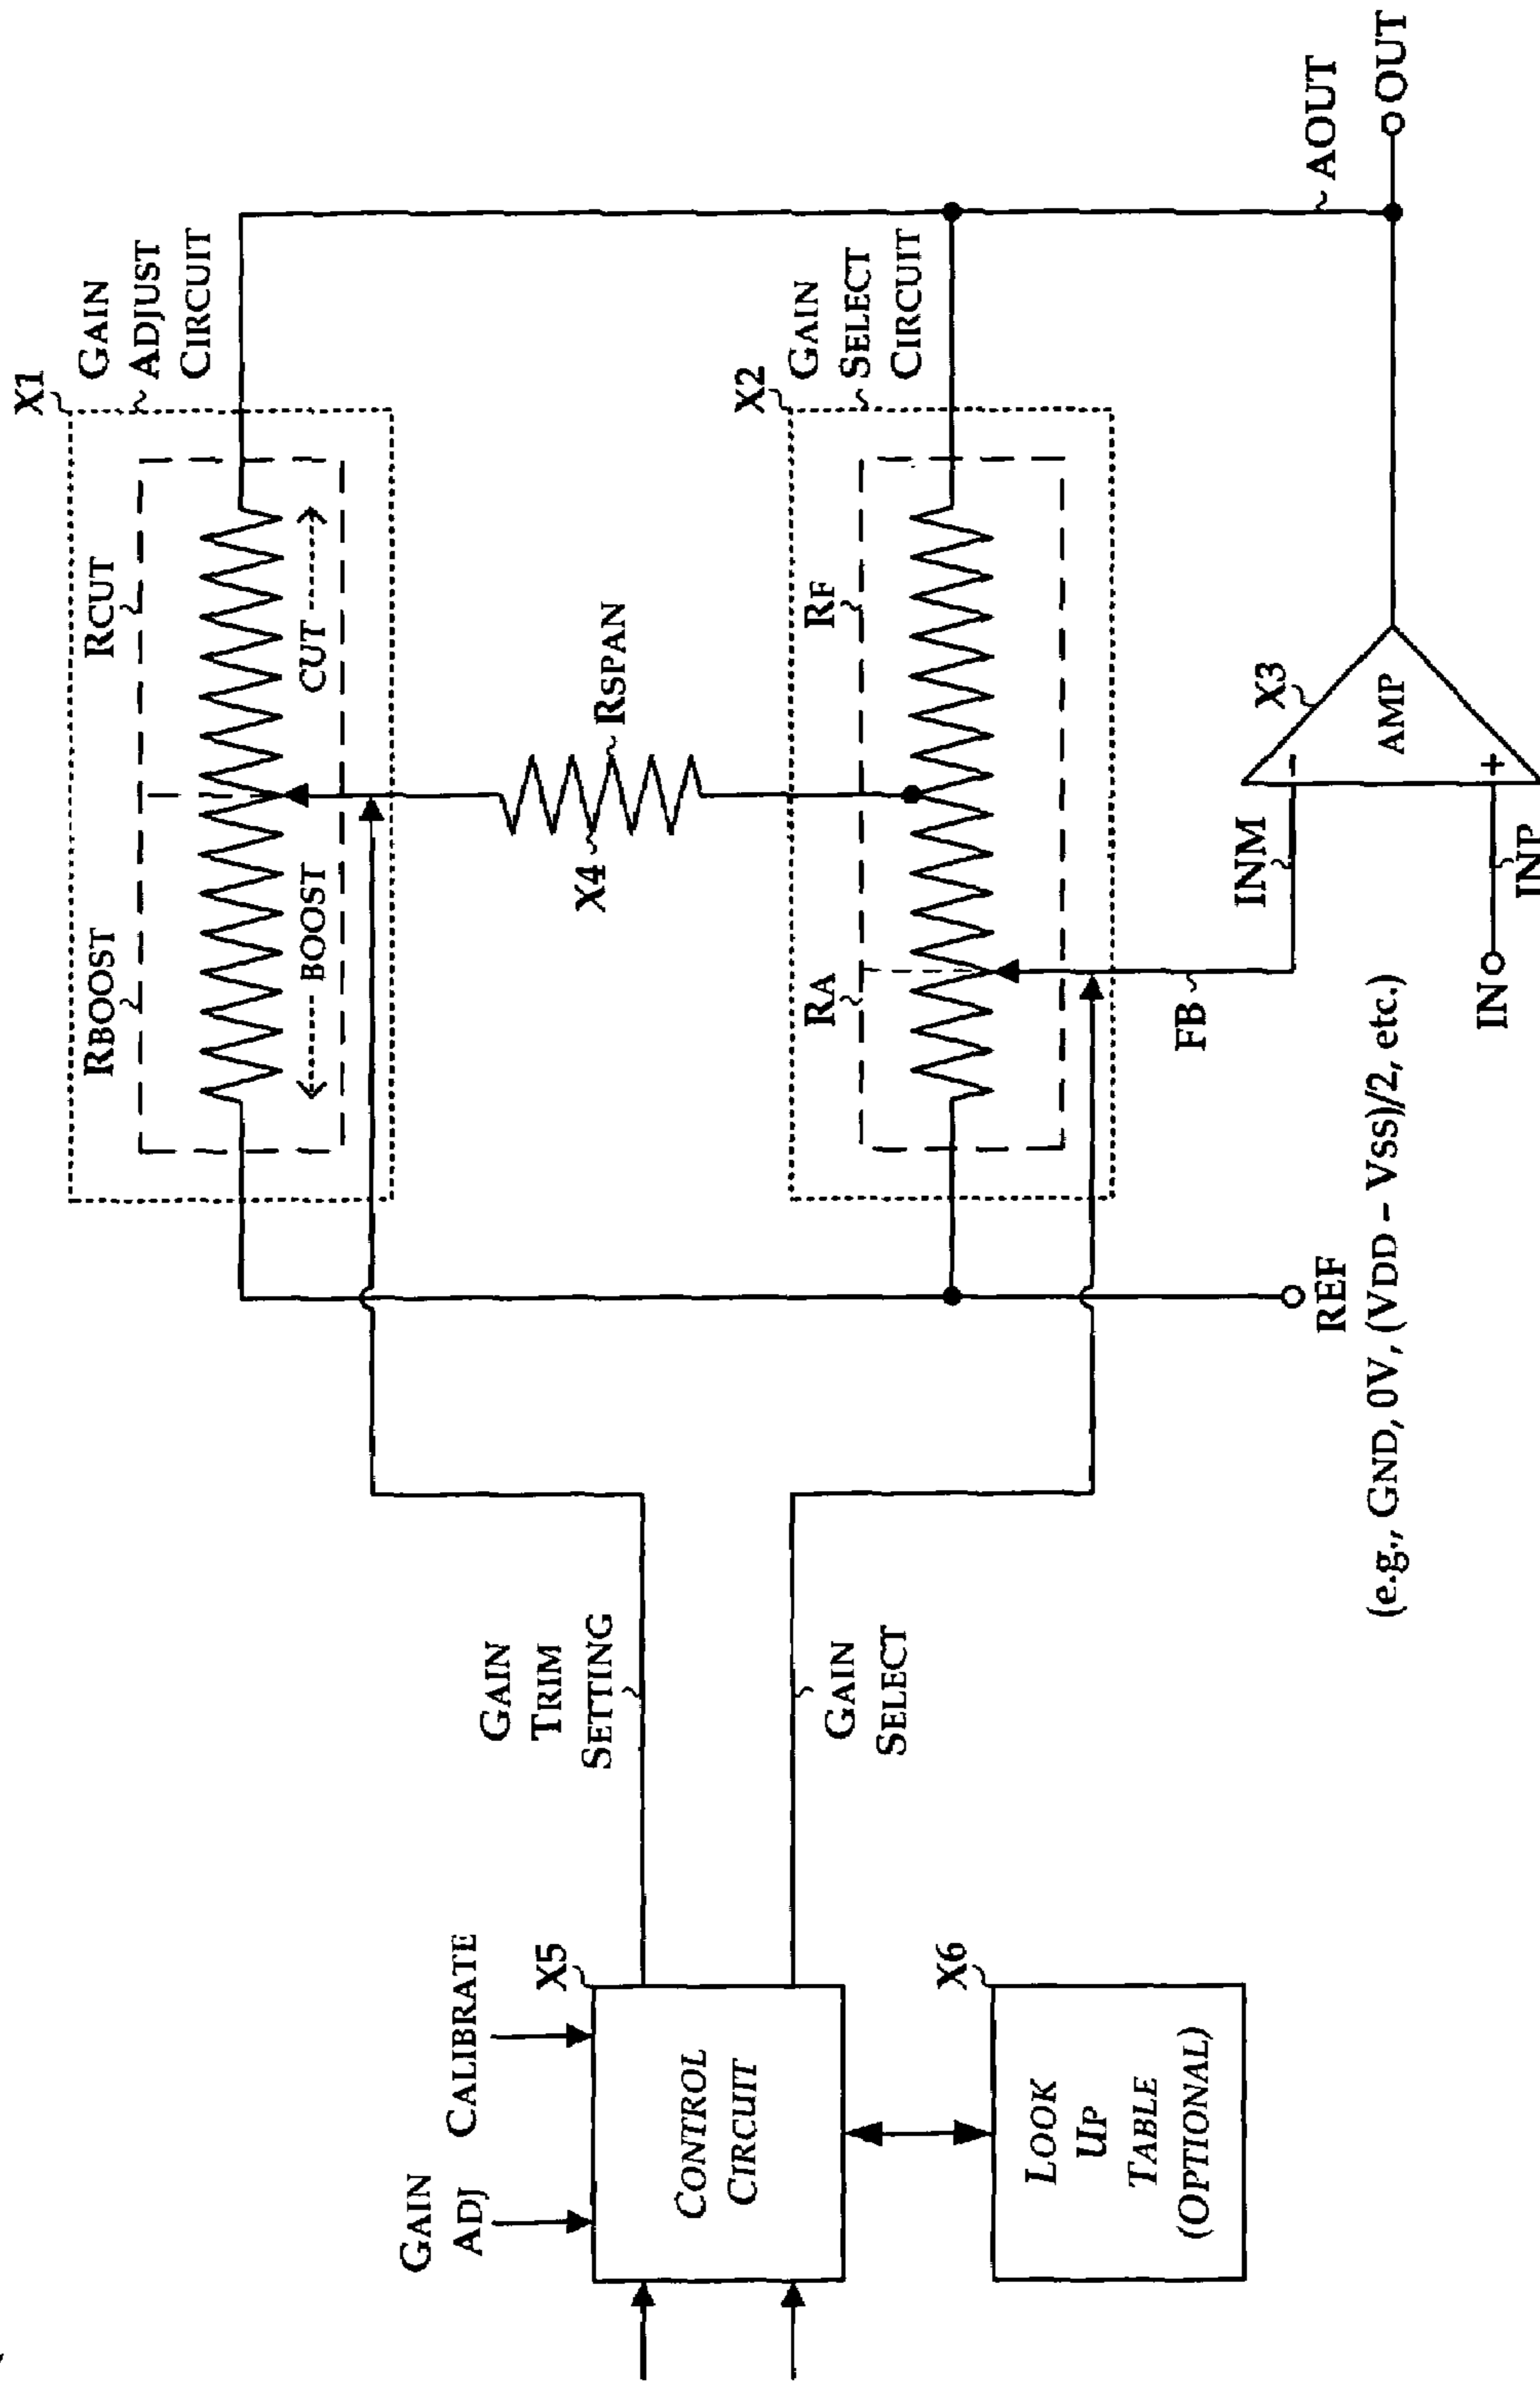 X1
GAIN
ADJUST
CIRCUIT
RBOOST
RCUT
BOOST
CUT
X4
RSPAN
X2
GAIN
SELECT
CIRCUIT
RA
RF
FB
INM
X3
AMP
−
+
INP
IN
AOUT
OUT
REF
(e.g., GND, 0V, (VDD – VSS)/2, etc.)
GAIN
TRIM
SETTING
GAIN
SELECT
GAIN
ADJ
CALIBRATE
X5
CONTROL
CIRCUIT
X6
LOOK
UP
TABLE
(OPTIONAL)